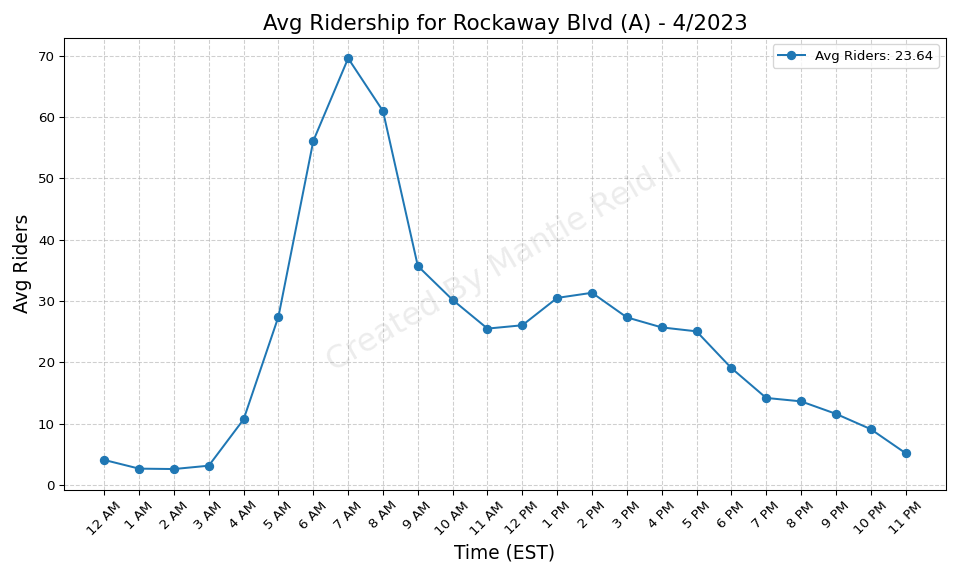 Avg Ridership for Rockaway Blvd (A) - 4/2023
Avg Riders: 23.64
Avg Riders
70
60
50
40
30
20
10
0
Created By Mantie Reid II
12 AM
1 AM
2 AM
3 AM
4 AM
5 AM
6 AM
7 AM
8 AM
9 AM
10 AM
11 AM
12 PM
1 PM
2 PM
3 PM
4 PM
5 PM
6 PM
7 PM
8 PM
9 PM
10 PM
11 PM
Time (EST)